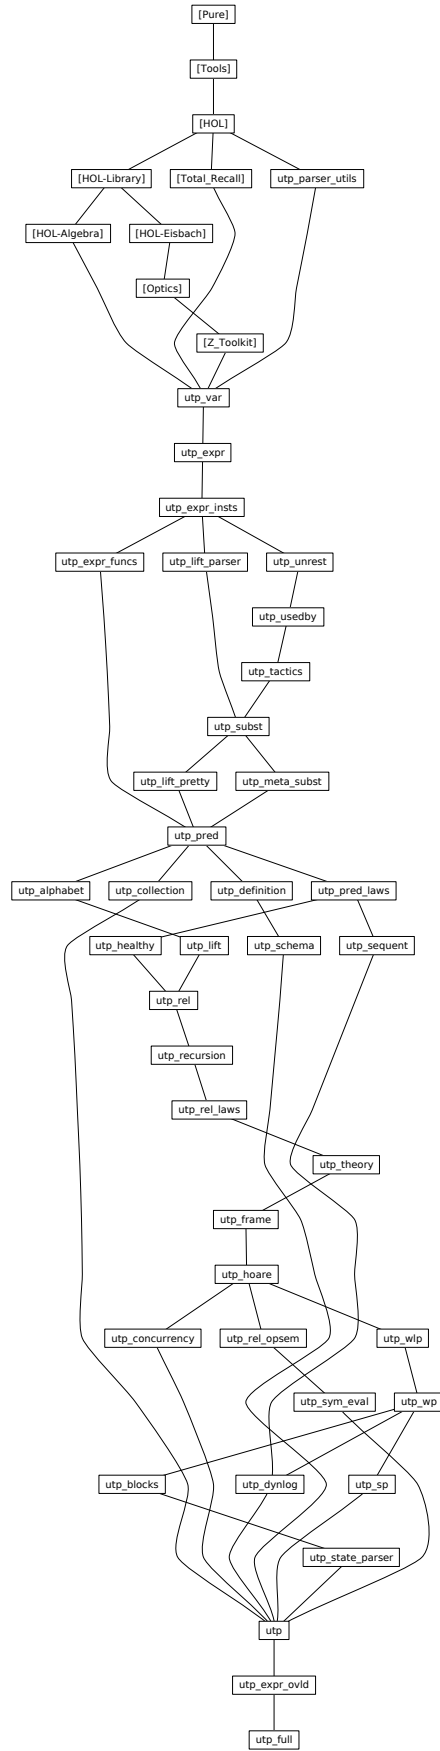 [Pure]
[Tools]
[HOL]
[HOL-Library]
[Total_Recall]
utp_parser_utils
[HOL-Algebra]
[HOL-Eisbach]
[Optics]
[Z_Toolkit]
utp_var
utp_expr
utp_expr_insts
utp_expr_funcs
utp_lift_parser
utp_unrest
utp_usedby
utp_tactics
utp_subst
utp_lift_pretty
utp_meta_subst
utp_pred
utp_alphabet
utp_collection
utp_definition
utp_pred_laws
utp_healthy
utp_lift
utp_schema
utp_sequent
utp_rel
utp_recursion
utp_rel_laws
utp_theory
utp_frame
utp_hoare
utp_concurrency
utp_rel_opsem
utp_wlp
utp_sym_eval
utp_wp
utp_blocks
utp_dynlog
utp_sp
utp_state_parser
utp
utp_expr_ovld
utp_full